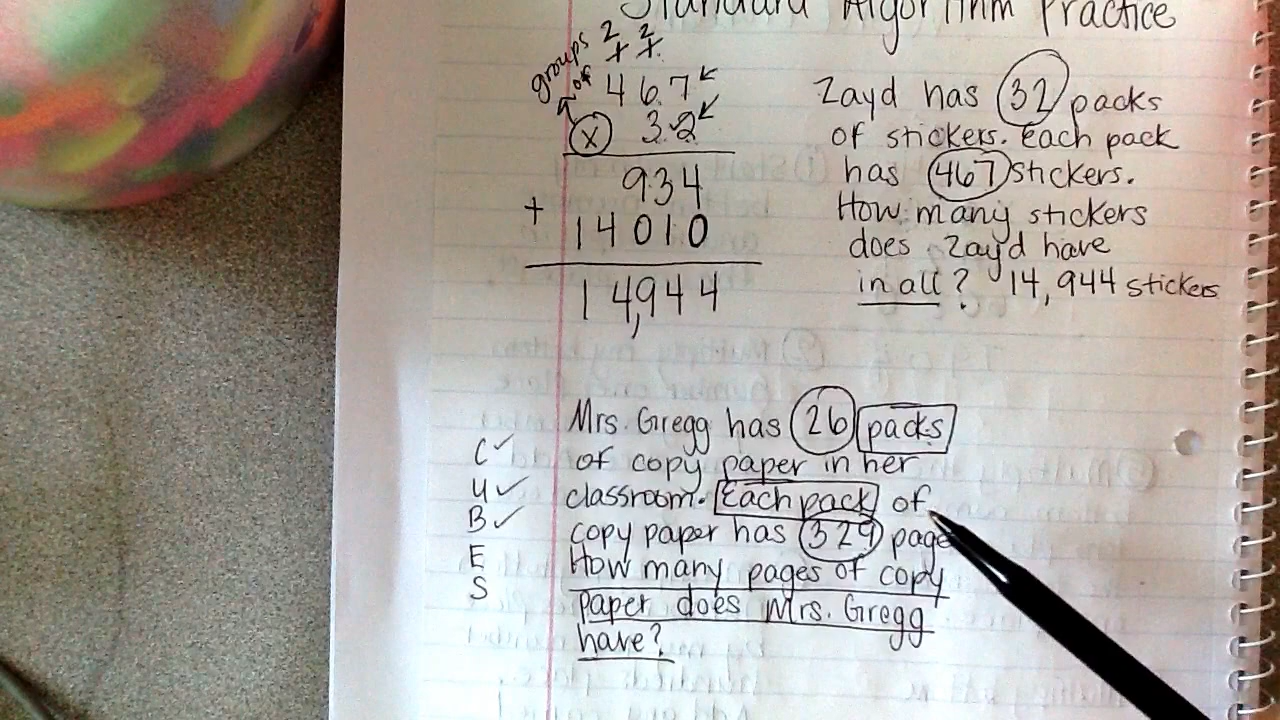 Standard Algorithm Practice
groups of
2 2
1 1
467
x 32
934
+ 14010
14,944
Zayd has 32 packs
of stickers. Each pack
has 467 stickers.
How many stickers
does Zayd have
in all? 14,944 stickers
Mrs. Gregg has 26 packs
of copy paper in her
classroom. Each pack of
copy paper has 329 page
How many pages of copy
paper does Mrs. Gregg
have?
C ✓
U ✓
B ✓
E
S